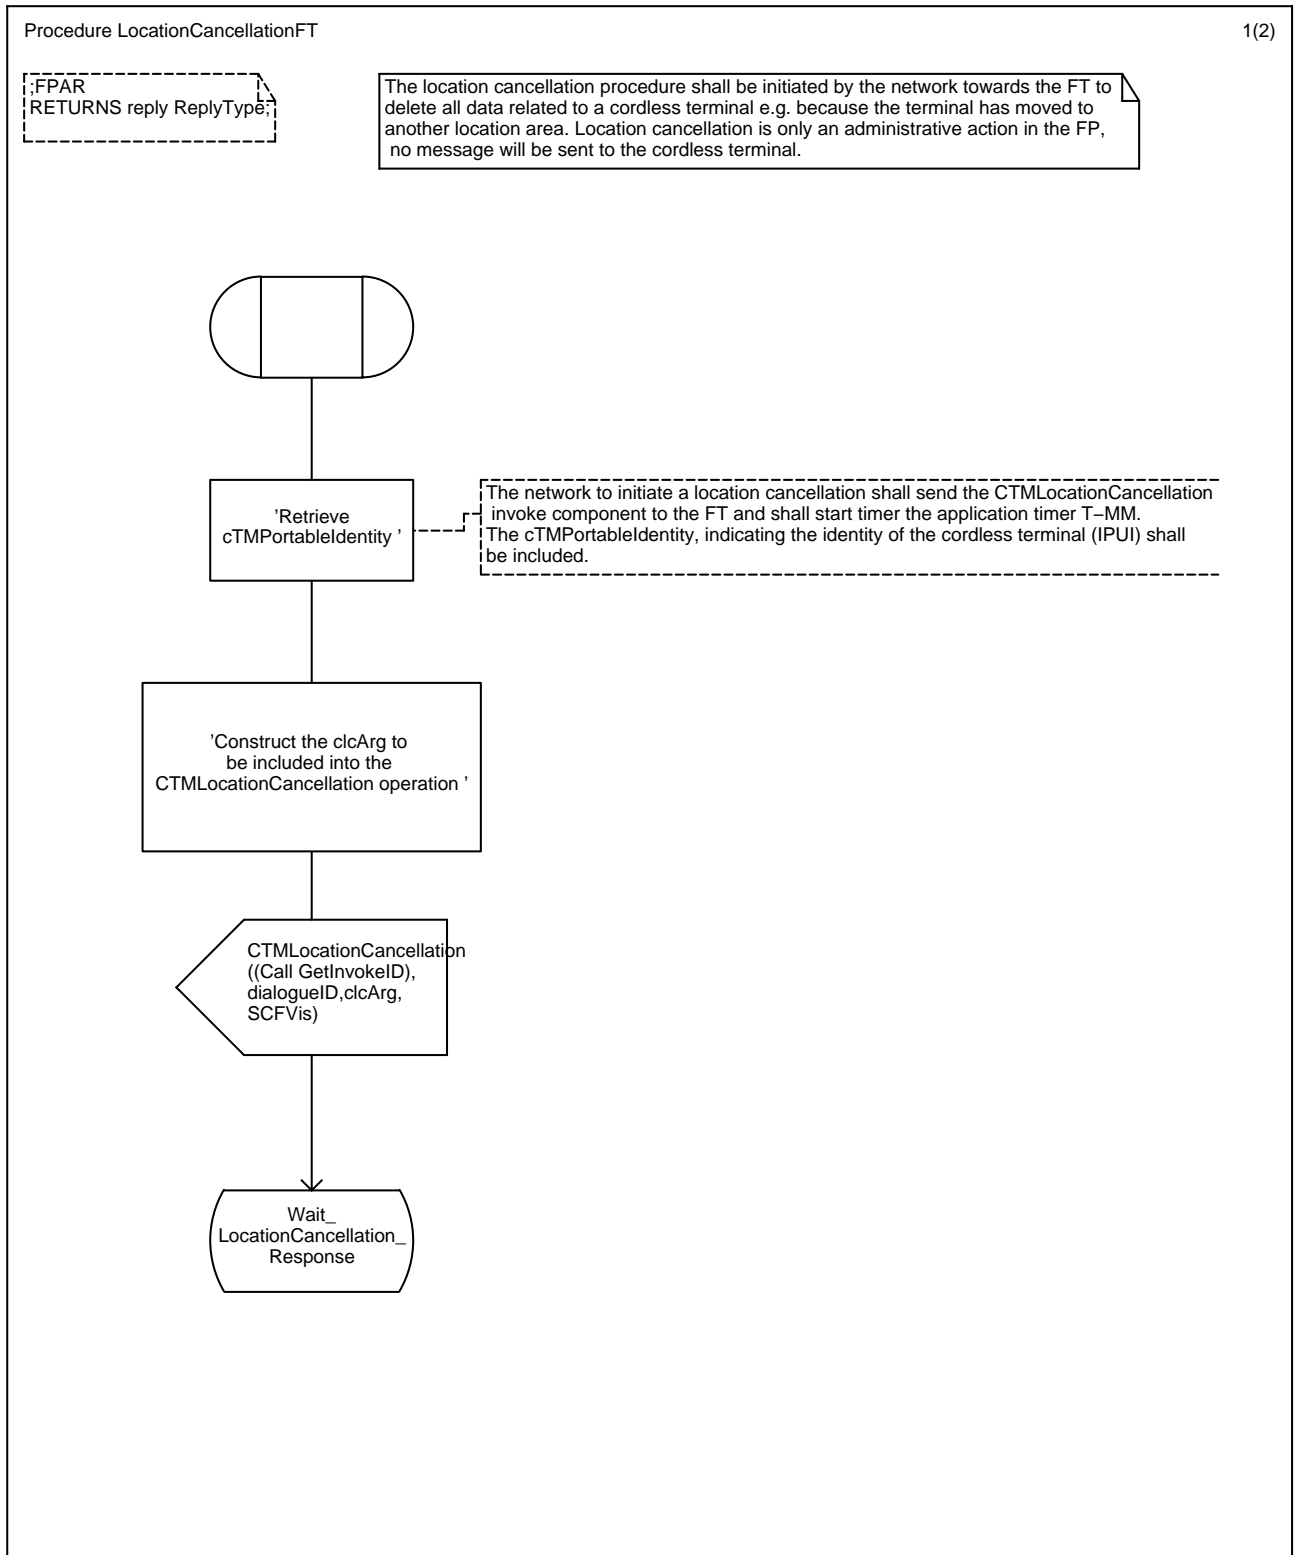 Procedure LocationCancellationFT
1(2)
;FPAR
RETURNS reply ReplyType;
The location cancellation procedure shall be initiated by the network towards the FT to
delete all data related to a cordless terminal e.g. because the terminal has moved to
another location area. Location cancellation is only an administrative action in the FP,
no message will be sent to the cordless terminal.
'Retrieve
cTMPortableIdentity '
The network to initiate a location cancellation shall send the CTMLocationCancellation
invoke component to the FT and shall start timer the application timer T−MM.
The cTMPortableIdentity, indicating the identity of the cordless terminal (IPUI) shall
be included.
'Construct the clcArg to
be included into the
CTMLocationCancellation operation '
CTMLocationCancellation
((Call GetInvokeID),
dialogueID,clcArg,
SCFVis)
Wait_
LocationCancellation_
Response